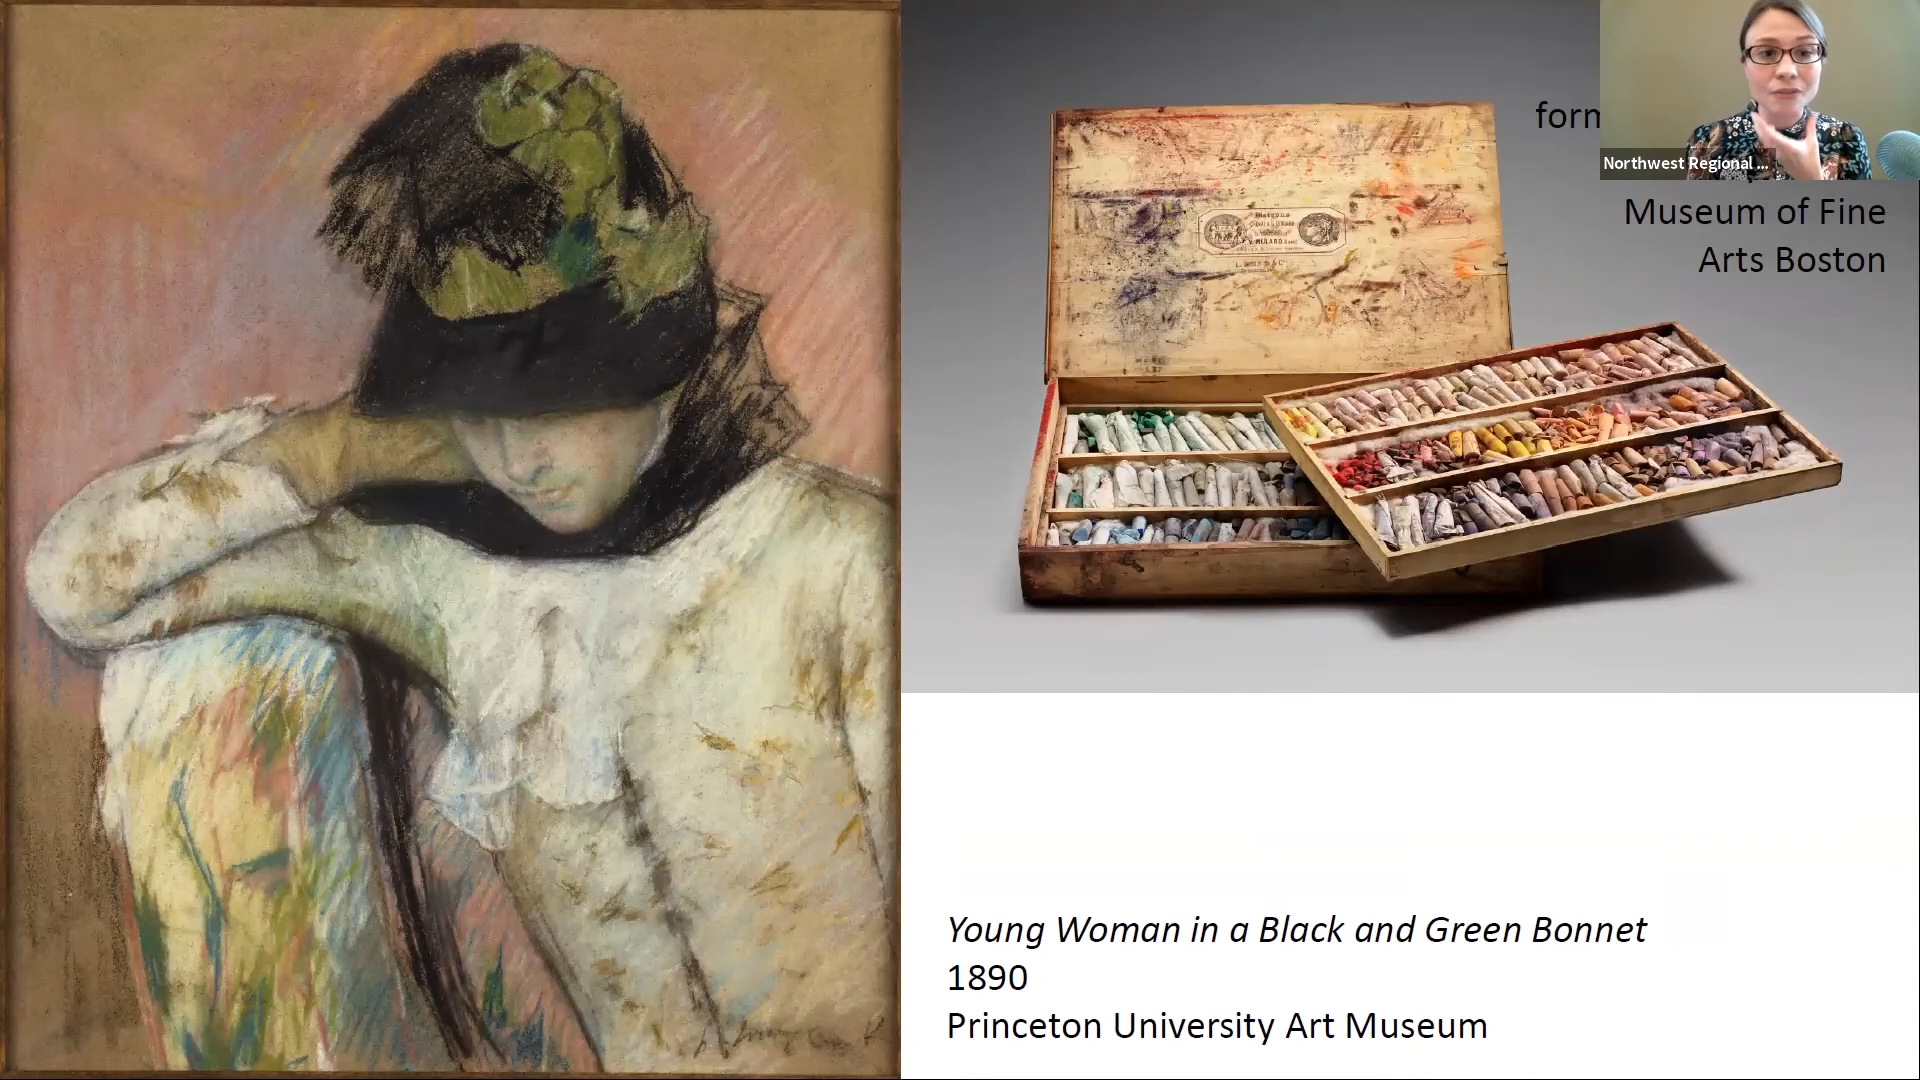 form
Northwest Regional ...
Museum of Fine
Arts Boston
Young Woman in a Black and Green Bonnet
1890
Princeton University Art Museum